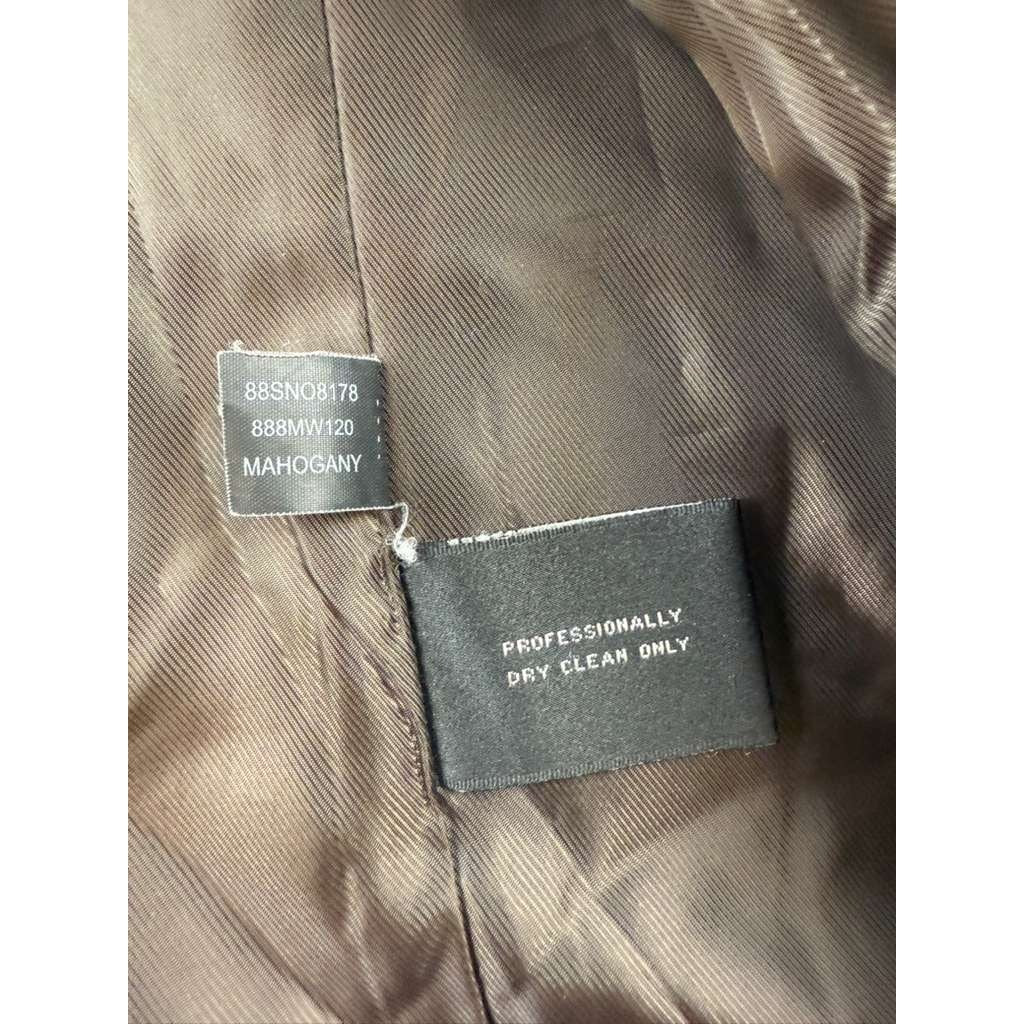 88SNO8178
888MW120
MAHOGANY
PROFESSIONALLY
DRY CLEAN ONLY